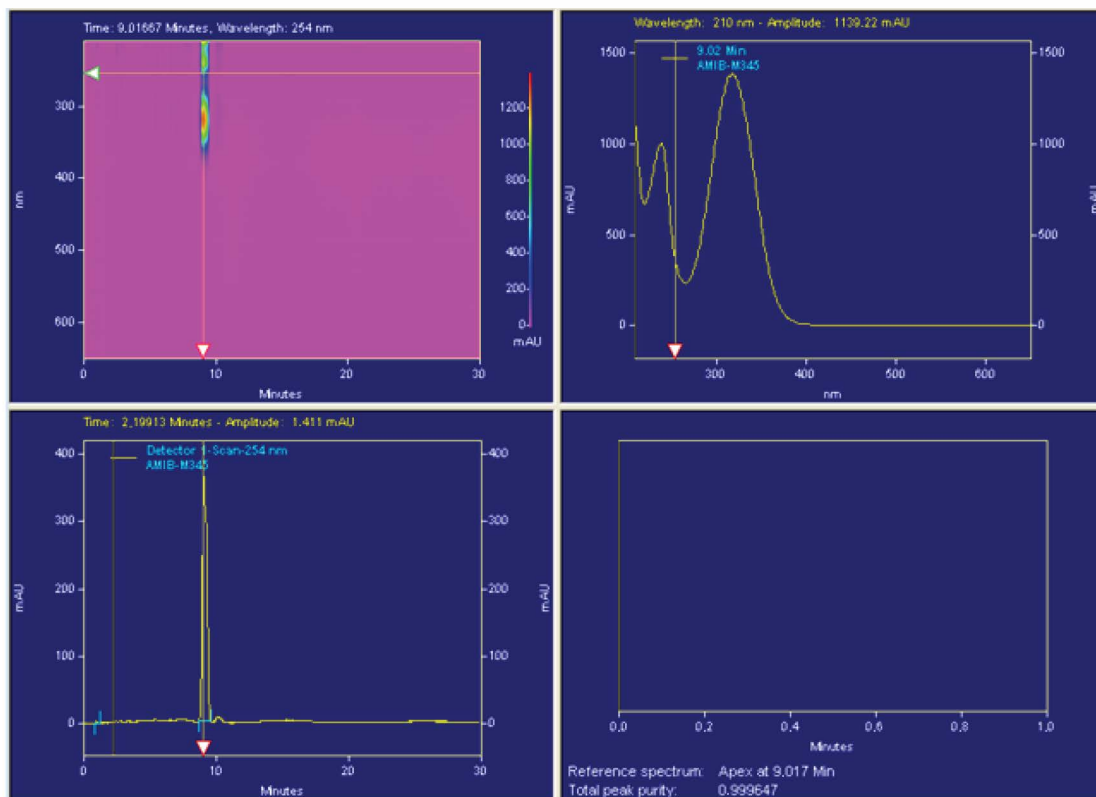 Time: 9.01667 Minutes, Wavelength: 254 nm
300
400
500
600
nm
0
10
20
30
Minutes
1200
1000
800
600
400
200
0
mAU
Wavelength: 210 nm - Amplitude: 1139.22 mAU
9.02 Min
AMIB-M345
1500
1000
500
0
mAU
1500
1000
500
0
mAU
300
400
500
600
nm
Time: 2,19913 Minutes - Amplitude: 1.411 mAU
Detector 1-Scan-254 nm
AMIB-M345
400
300
200
100
0
mAU
400
300
200
100
0
mAU
0
10
20
30
Minutes
0.0
0.2
0.4
0.6
0.8
1.0
Minutes
Reference spectrum: Apex at 9.017 Min
Total peak purity: 0.999647